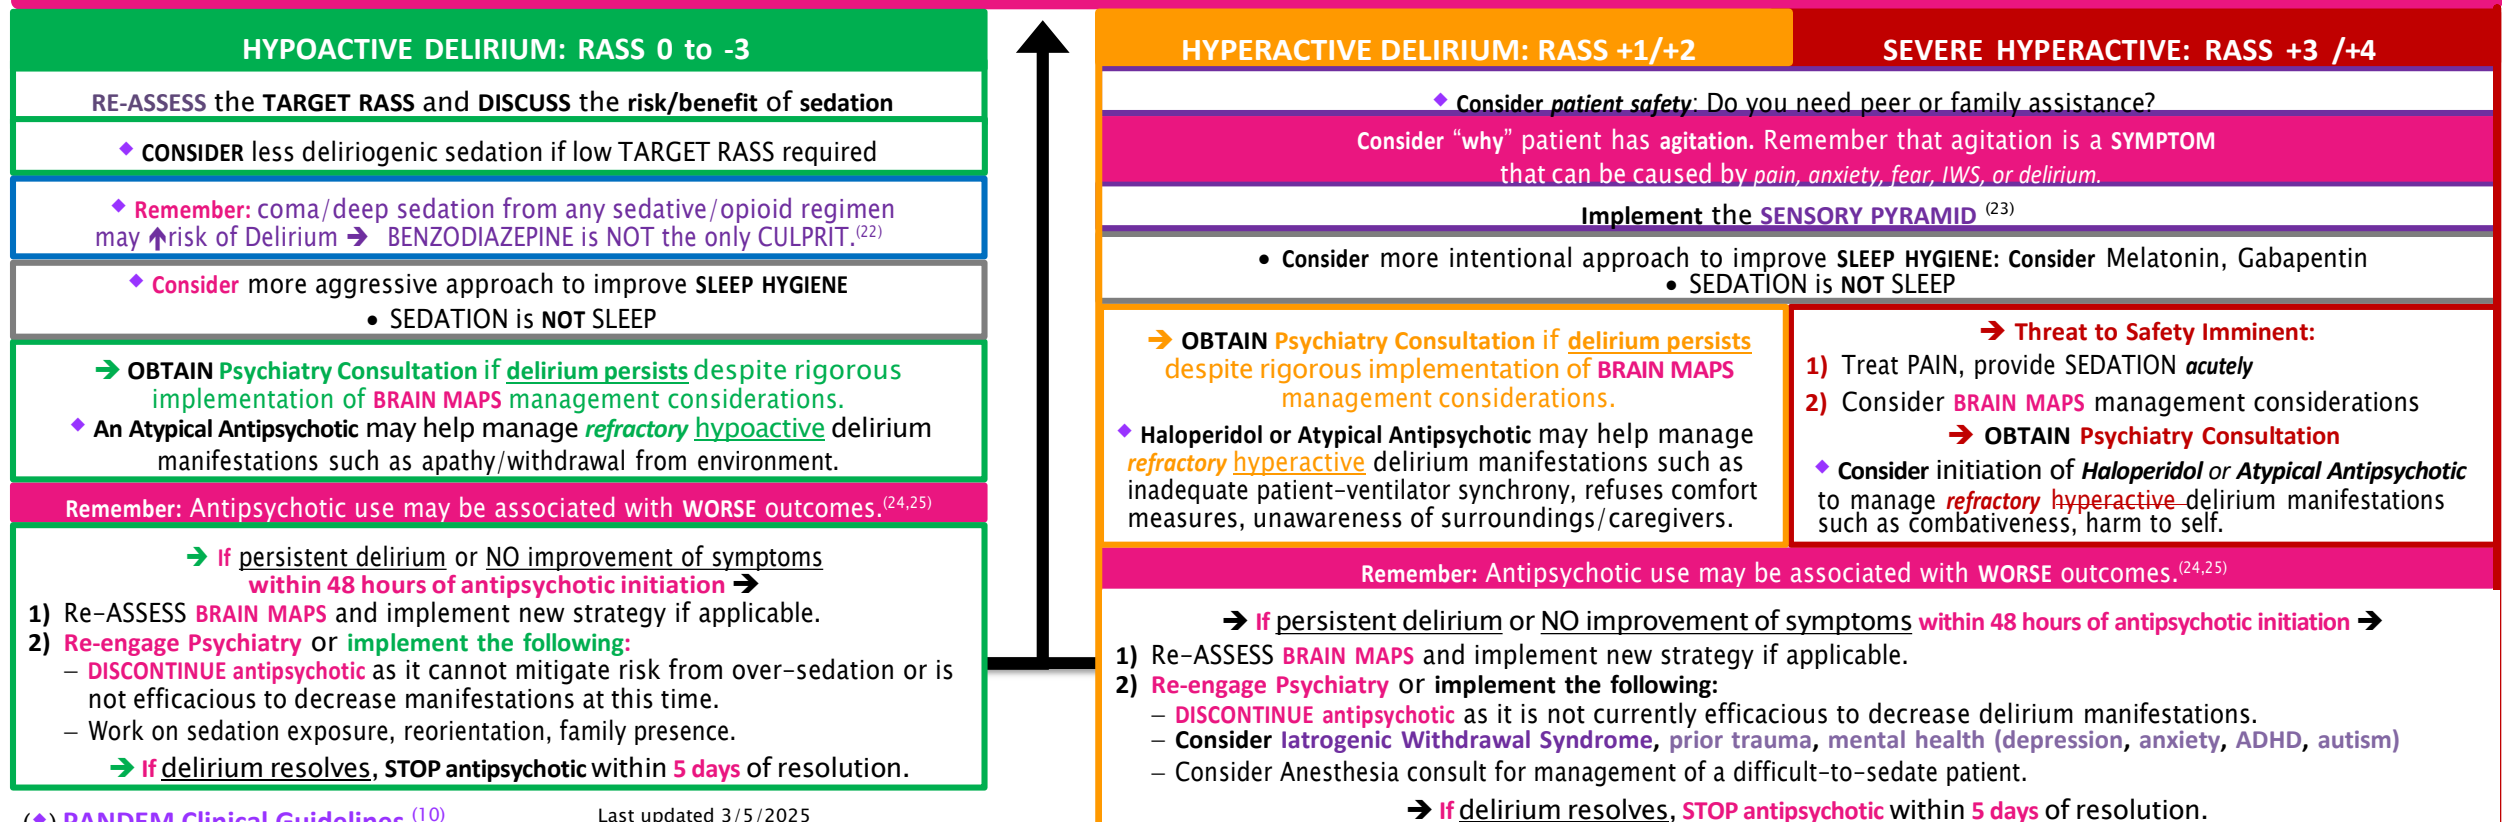 HYPOACTIVE DELIRIUM: RASS 0 to -3
RE-ASSESS the TARGET RASS and DISCUSS the risk/benefit of sedation
◆ CONSIDER less deliriogenic sedation if low TARGET RASS required
◆ Remember: coma/deep sedation from any sedative/opioid regimen
may ↑risk of Delirium ➔ BENZODIAZEPINE is NOT the only CULPRIT.(22)
◆ Consider more aggressive approach to improve SLEEP HYGIENE
• SEDATION is NOT SLEEP
➔ OBTAIN Psychiatry Consultation if delirium persists despite rigorous
implementation of BRAIN MAPS management considerations.
◆ An Atypical Antipsychotic may help manage refractory hypoactive delirium
manifestations such as apathy/withdrawal from environment.
Remember: Antipsychotic use may be associated with WORSE outcomes.(24,25)
➔ If persistent delirium or NO improvement of symptoms
within 48 hours of antipsychotic initiation ➔
1) Re-ASSESS BRAIN MAPS and implement new strategy if applicable.
2) Re-engage Psychiatry or implement the following:
– DISCONTINUE antipsychotic as it cannot mitigate risk from over-sedation or is
not efficacious to decrease manifestations at this time.
– Work on sedation exposure, reorientation, family presence.
➔ If delirium resolves, STOP antipsychotic within 5 days of resolution.
(◆) PANDEM Clinical Guidelines (10)
Last updated 3/5/2025
HYPERACTIVE DELIRIUM: RASS +1/+2
SEVERE HYPERACTIVE: RASS +3 /+4
◆ Consider patient safety: Do you need peer or family assistance?
Consider “why” patient has agitation. Remember that agitation is a SYMPTOM
that can be caused by pain, anxiety, fear, IWS, or delirium.
Implement the SENSORY PYRAMID (23)
• Consider more intentional approach to improve SLEEP HYGIENE: Consider Melatonin, Gabapentin
• SEDATION is NOT SLEEP
➔ OBTAIN Psychiatry Consultation if delirium persists
despite rigorous implementation of BRAIN MAPS
management considerations.
◆ Haloperidol or Atypical Antipsychotic may help manage
refractory hyperactive delirium manifestations such as
inadequate patient-ventilator synchrony, refuses comfort
measures, unawareness of surroundings/caregivers.
➔ Threat to Safety Imminent:
1) Treat PAIN, provide SEDATION acutely
2) Consider BRAIN MAPS management considerations
➔ OBTAIN Psychiatry Consultation
◆ Consider initiation of Haloperidol or Atypical Antipsychotic
to manage refractory hyperactive delirium manifestations
such as combativeness, harm to self.
Remember: Antipsychotic use may be associated with WORSE outcomes.(24,25)
➔ If persistent delirium or NO improvement of symptoms within 48 hours of antipsychotic initiation ➔
1) Re-ASSESS BRAIN MAPS and implement new strategy if applicable.
2) Re-engage Psychiatry or implement the following:
– DISCONTINUE antipsychotic as it is not currently efficacious to decrease delirium manifestations.
– Consider Iatrogenic Withdrawal Syndrome, prior trauma, mental health (depression, anxiety, ADHD, autism)
– Consider Anesthesia consult for management of a difficult-to-sedate patient.
➔ If delirium resolves, STOP antipsychotic within 5 days of resolution.